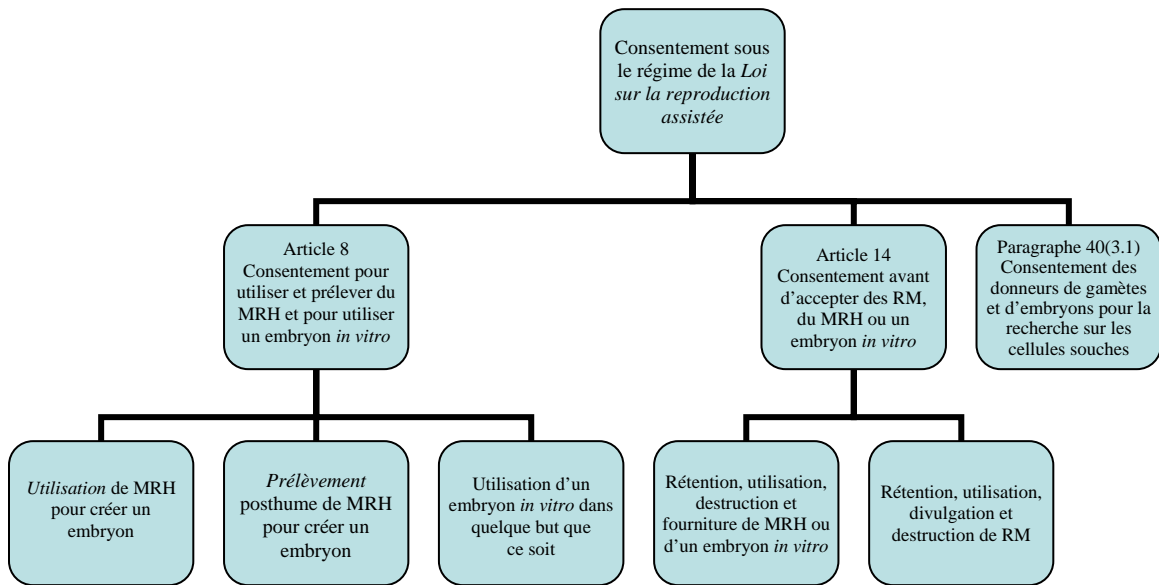 Consentement sous
le régime de la Loi
sur la reproduction
assistée
Article 8
Consentement pour
utiliser et prélever du
MRH et pour utiliser
un embryon in vitro
Article 14
Consentement avant
d'accepter des RM,
du MRH ou un
embryon in vitro
Paragraphe 40(3.1)
Consentement des
donneurs de gamètes
et d'embryons pour la
recherche sur les
cellules souches
Utilisation de MRH
pour créer un
embryon
Prélèvement
posthume de MRH
pour créer un
embryon
Utilisation d'un
embryon in vitro dans
quelque but que
ce soit
Rétention, utilisation,
destruction et
fourniture de MRH ou
d'un embryon in vitro
Rétention, utilisation,
divulgation et
destruction de RM